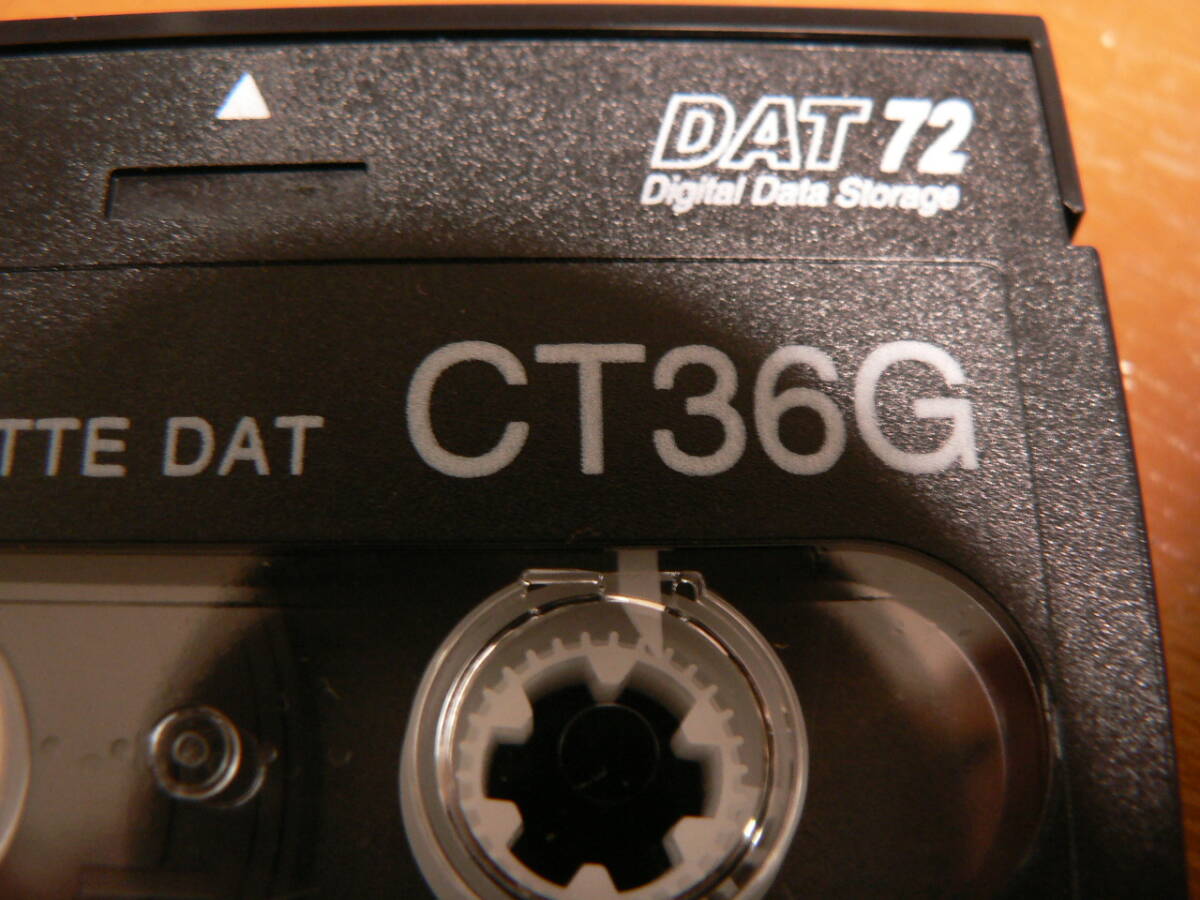 DAT 72
Digital Data Storage
CT36G
TTE DAT